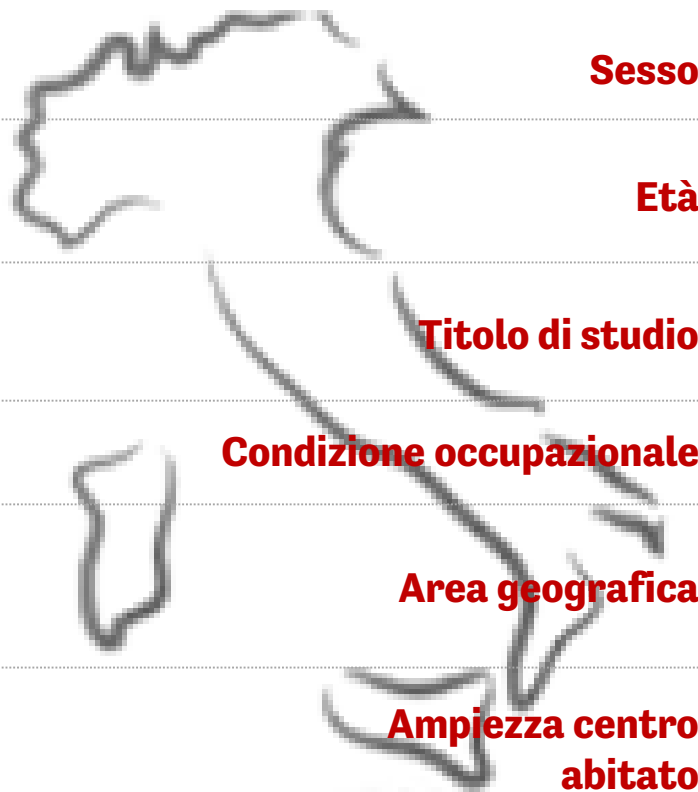 Sesso
Età
Titolo di studio
Condizione occupazionale
Area geografica
Ampiezza centro
abitato